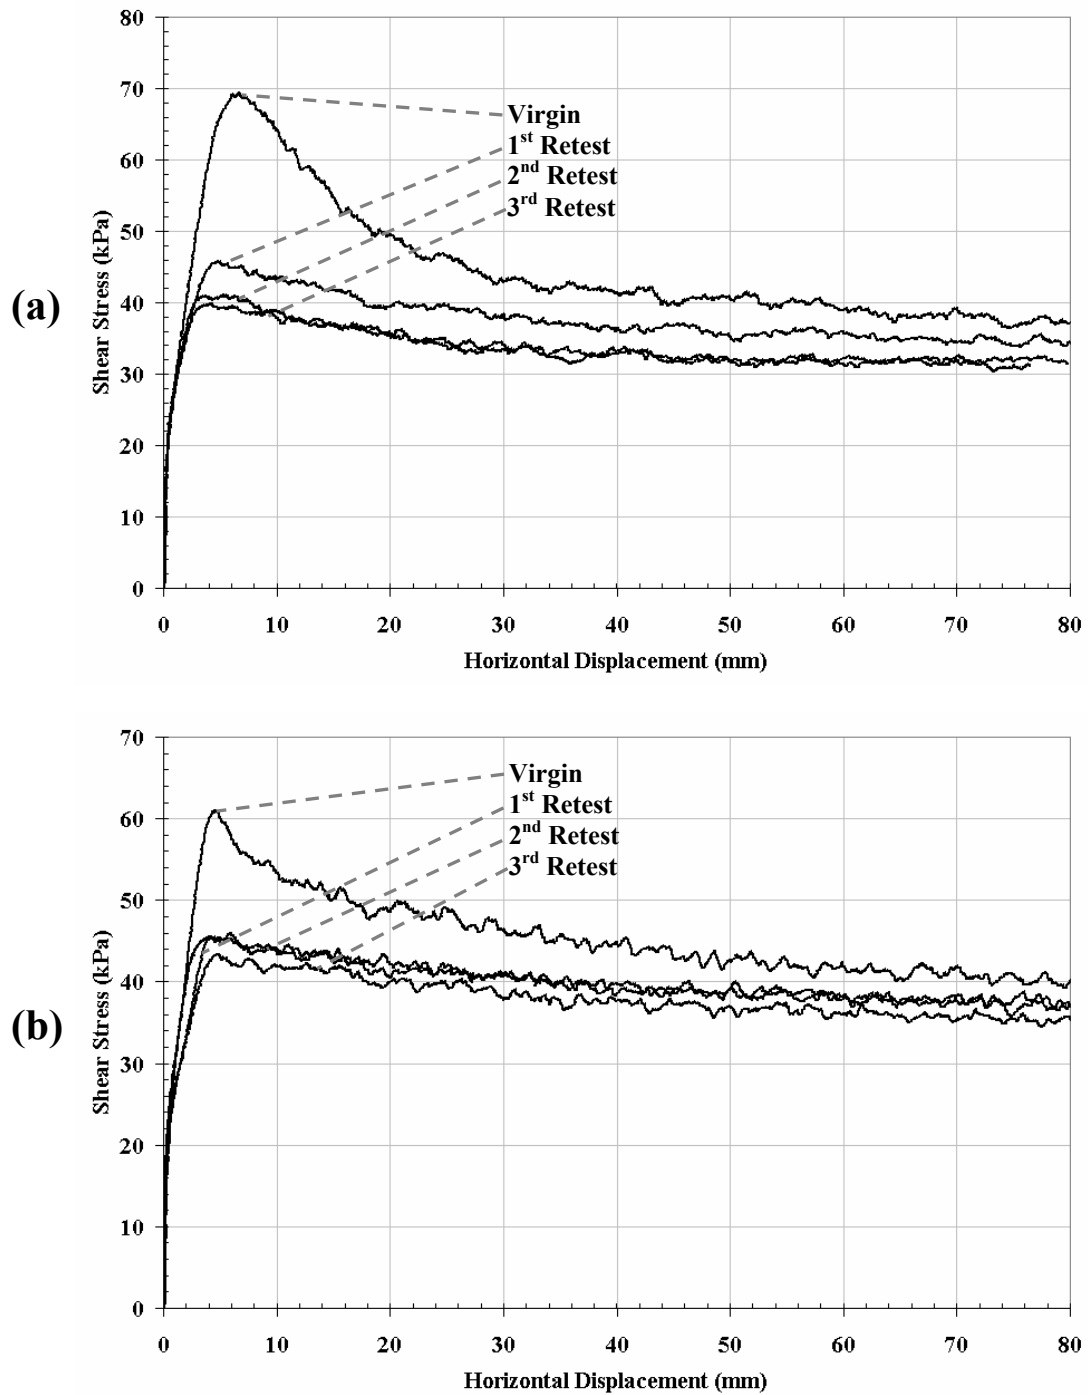 80
70
60
50
40
30
20
10
0
Shear Stress (kPa)
(a)
Virgin
1st Retest
2nd Retest
3rd Retest
0 10 20 30 40 50 60 70 80
Horizontal Displacement (mm)
70
60
50
40
30
20
10
0
Shear Stress (kPa)
(b)
Virgin
1st Retest
2nd Retest
3rd Retest
0 10 20 30 40 50 60 70 80
Horizontal Displacement (mm)